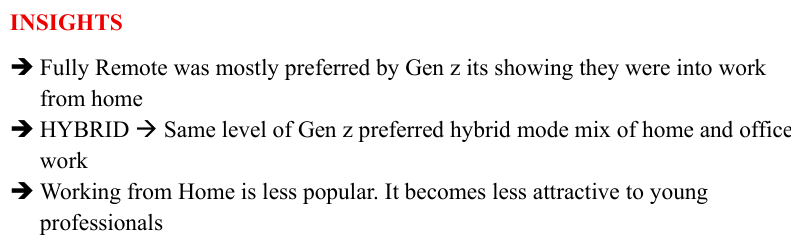 INSIGHTS
➔ Fully Remote was mostly preferred by Gen z its showing they were into work
from home
➔ HYBRID → Same level of Gen z preferred hybrid mode mix of home and office
work
➔ Working from Home is less popular. It becomes less attractive to young
professionals